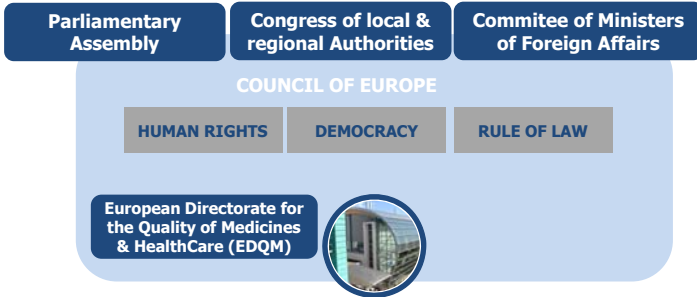 Parliamentary
Assembly
Congress of local &
regional Authorities
Commitee of Ministers
of Foreign Affairs
COUNCIL OF EUROPE
HUMAN RIGHTS
DEMOCRACY
RULE OF LAW
European Directorate for
the Quality of Medicines
& HealthCare (EDQM)